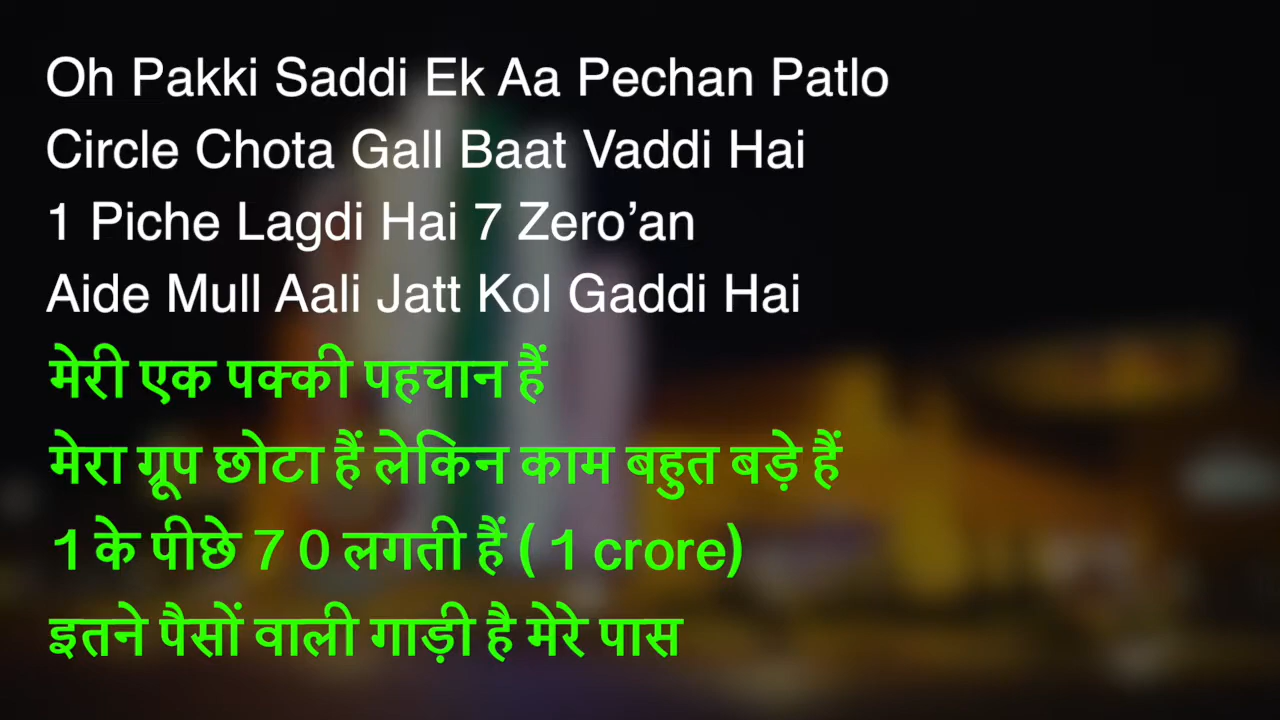 Oh Pakki Saddi Ek Aa Pechan Patlo
Circle Chota Gall Baat Vaddi Hai
1 Piche Lagdi Hai 7 Zero’an
Aide Mull Aali Jatt Kol Gaddi Hai
मेरी एक पक्की पहचान हैं
मेरा ग्रूप छोटा हैं लेकिन काम बहुत बड़े हैं
1 के पीछे 7 0 लगती हैं ( 1 crore)
इतने पैसों वाली गाड़ी है मेरे पास